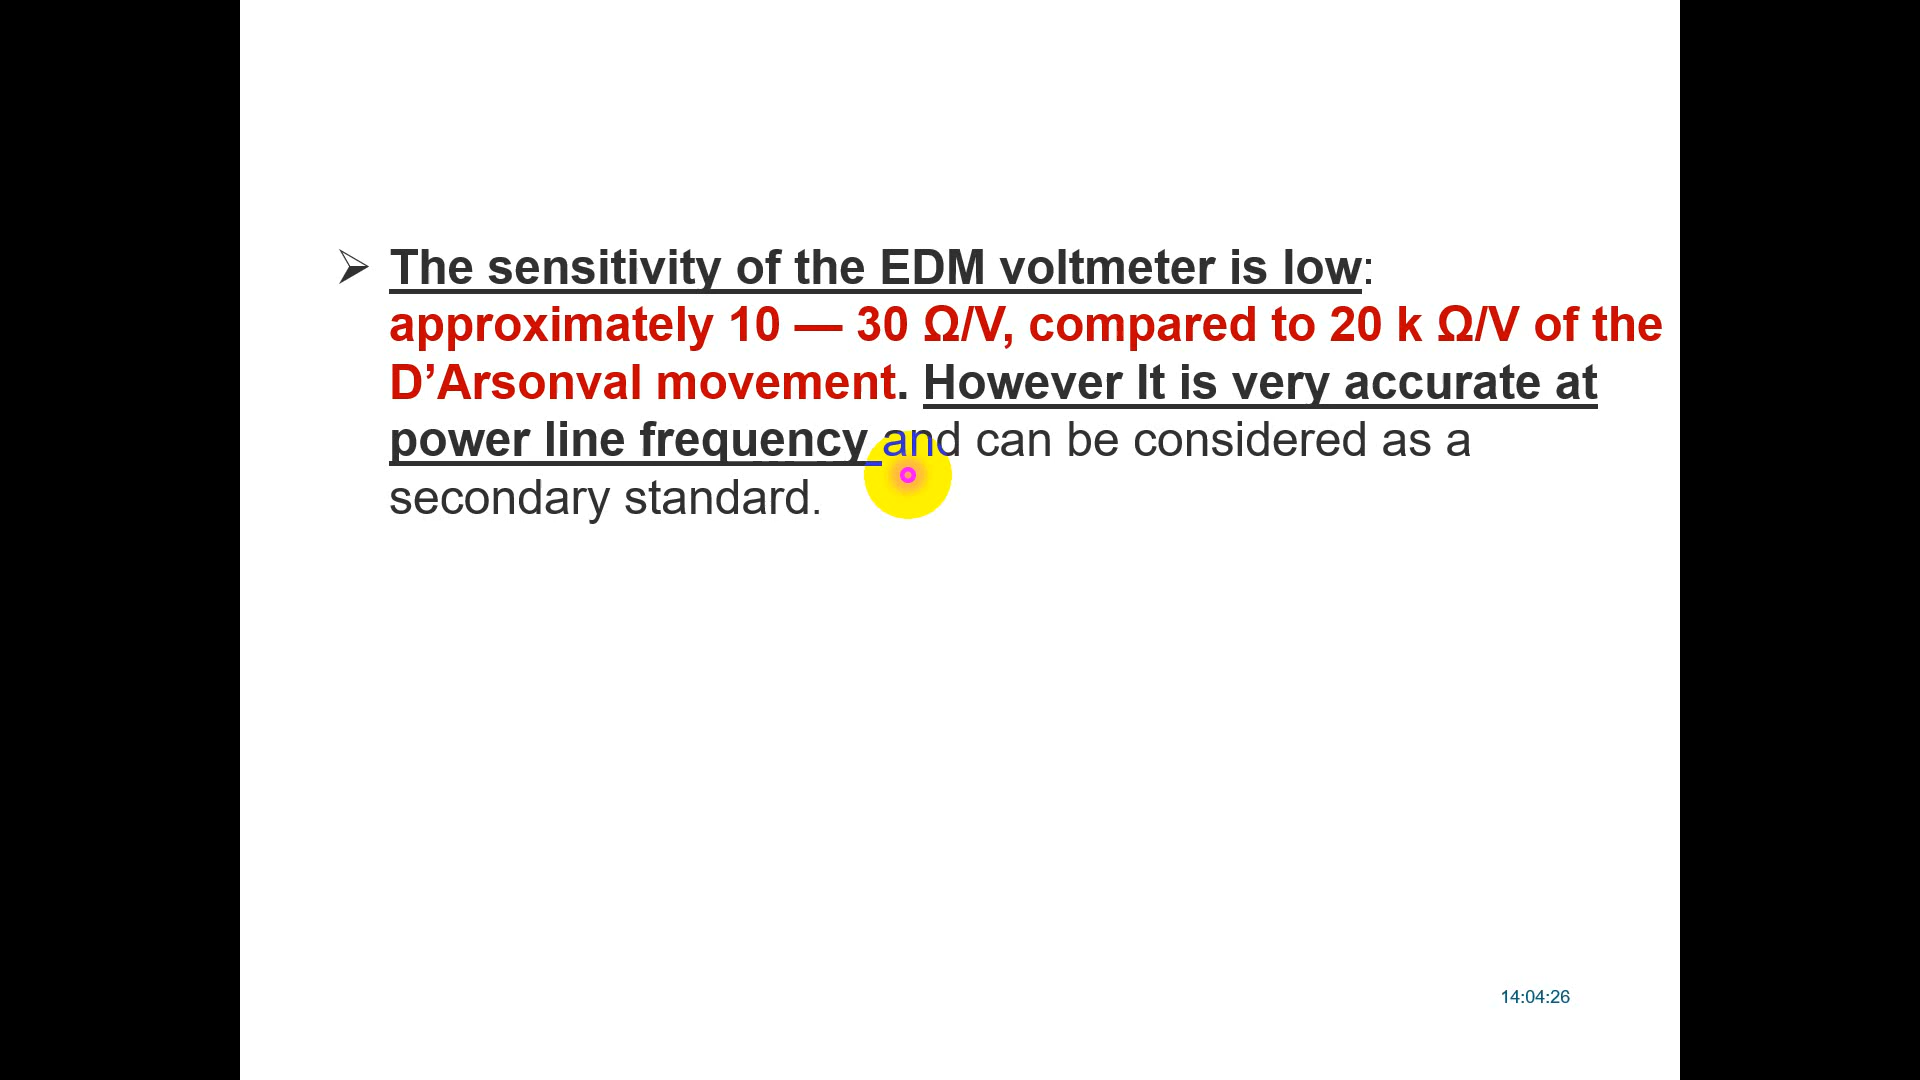 ➢ The sensitivity of the EDM voltmeter is low:
approximately 10 — 30 Ω/V, compared to 20 k Ω/V of the
D’Arsonval movement. However It is very accurate at
power line frequency and can be considered as a
secondary standard.
14:04:26